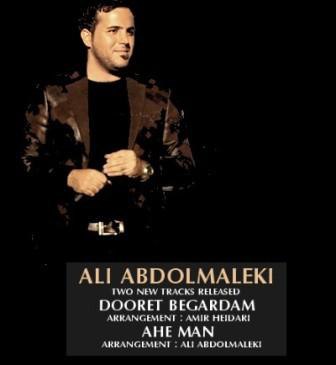 ALI ABDOLMALEKI
TWO NEW TRACKS RELEASED
DOORET BEGARDAM
ARRANGEMENT : AMIR HEIDARI
AHE MAN
ARRANGEMENT : ALI ABDOLMALEKI